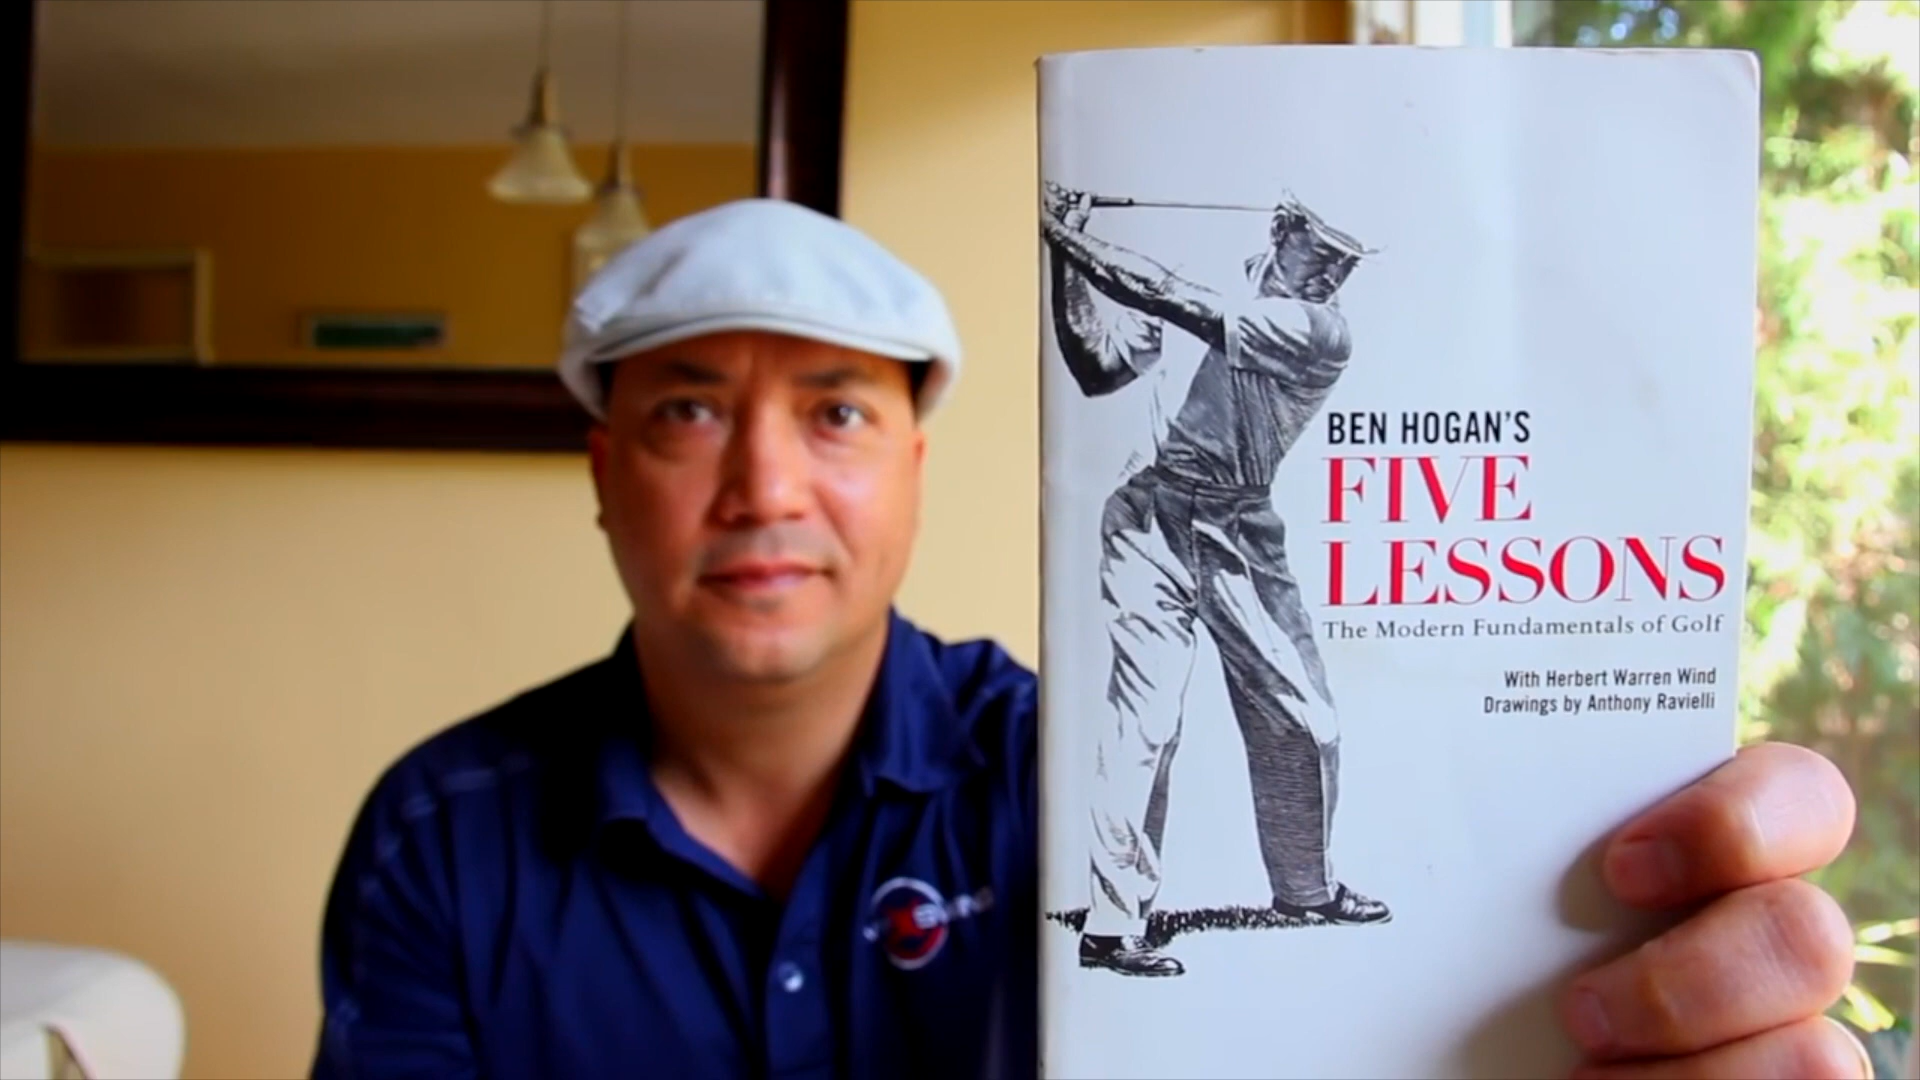 BEN HOGAN'S
FIVE
LESSONS
The Modern Fundamentals of Golf
With Herbert Warren Wind
Drawings by Anthony Ravielli